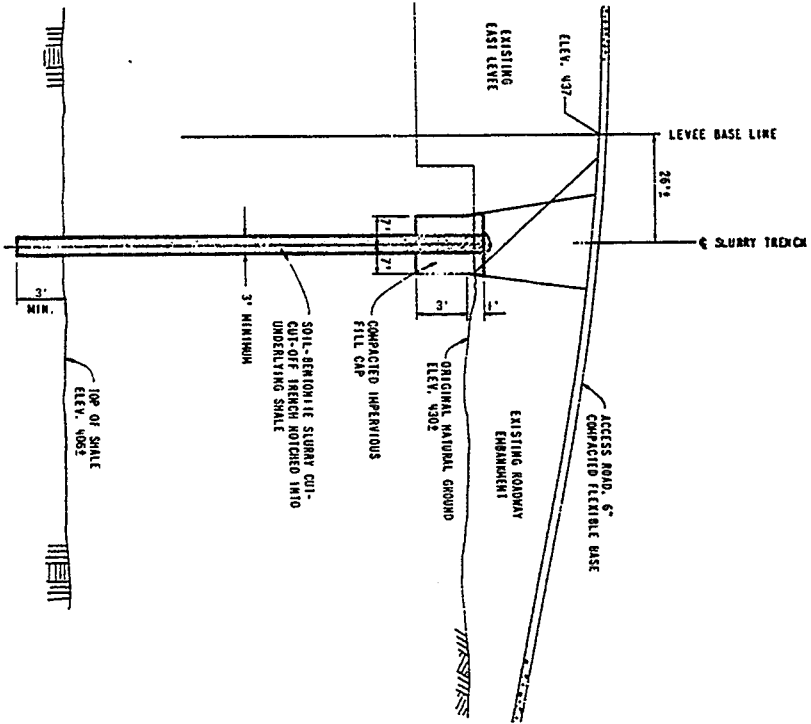 LEVEE BASE LINE
26'±
℄ SLURRY TRENCH
ELEV. 437
EXISTING
EAST LEVEE
7'
7'
3'
1'
3'
MIN.
3' MINIMUM
SOIL-BENTONITE SLURRY CUT-
OFF TRENCH NOTCHED INTO
UNDERLYING SHALE
COMPACTED IMPERVIOUS
FILL CAP
ORIGINAL NATURAL GROUND
ELEV. 430±
EXISTING ROADWAY
EMBANKMENT
ACCESS ROAD, 6"
COMPACTED FLEXIBLE BASE
TOP OF SHALE
ELEV. 406±